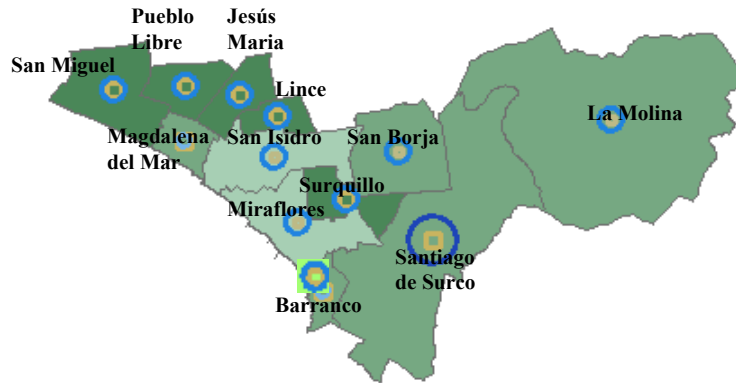 Pueblo
Libre
Jesús
Maria
San Miguel
Lince
Magdalena
del Mar
San Isidro
San Borja
La Molina
Surquillo
Miraflores
Santiago
de Surco
Barranco